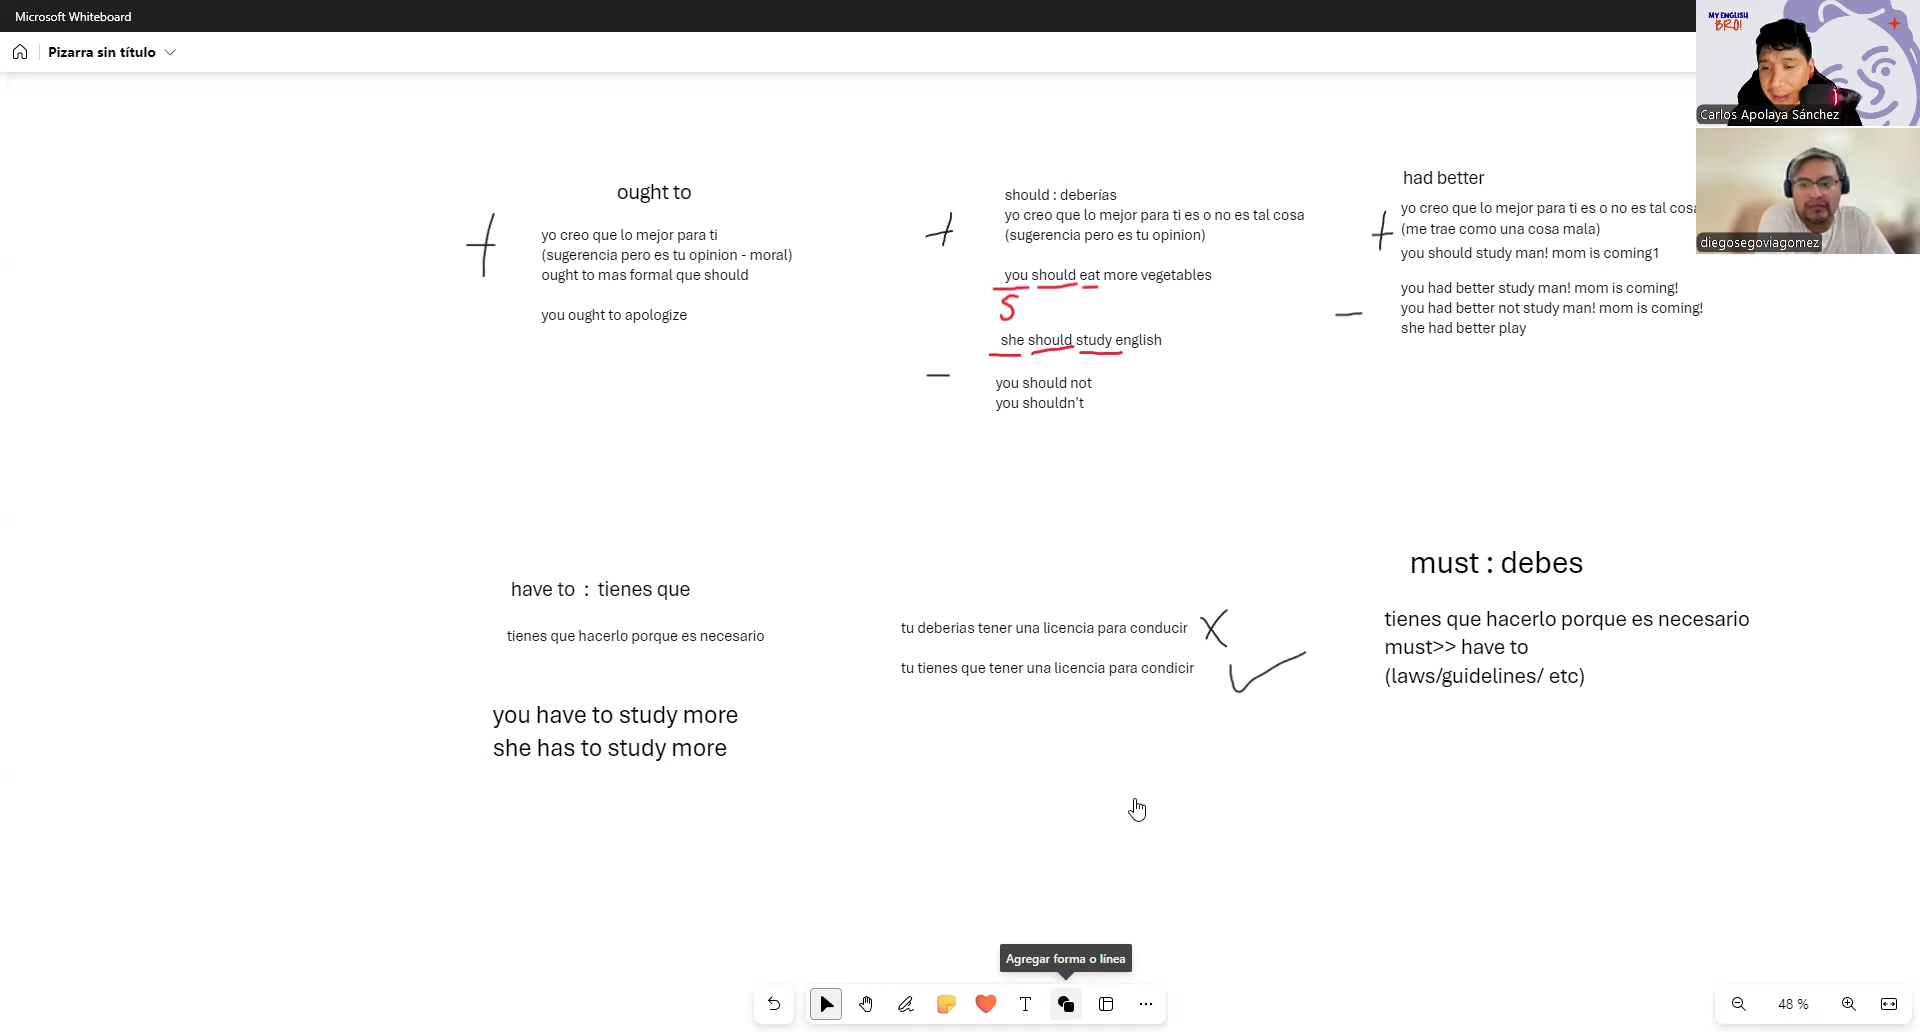 Microsoft Whiteboard
Pizarra sin título
MY ENGLISH
BRO!
Carlos Apolaya Sánchez
diegosegoviagomez
ought to
yo creo que lo mejor para ti
(sugerencia pero es tu opinion - moral)
ought to mas formal que should
you ought to apologize
should : deberías
yo creo que lo mejor para ti es o no es tal cosa
(sugerencia pero es tu opinion)
you should eat more vegetables
S
she should study english
you should not
you shouldn't
had better
yo creo que lo mejor para ti es o no es tal cosa
(me trae como una cosa mala)
you should study man! mom is coming1
you had better study man! mom is coming!
you had better not study man! mom is coming!
she had better play
have to : tienes que
tienes que hacerlo porque es necesario
you have to study more
she has to study more
tu deberias tener una licencia para conducir
tu tienes que tener una licencia para condicir
must : debes
tienes que hacerlo porque es necesario
must>> have to
(laws/guidelines/ etc)
Agregar forma o línea
48 %